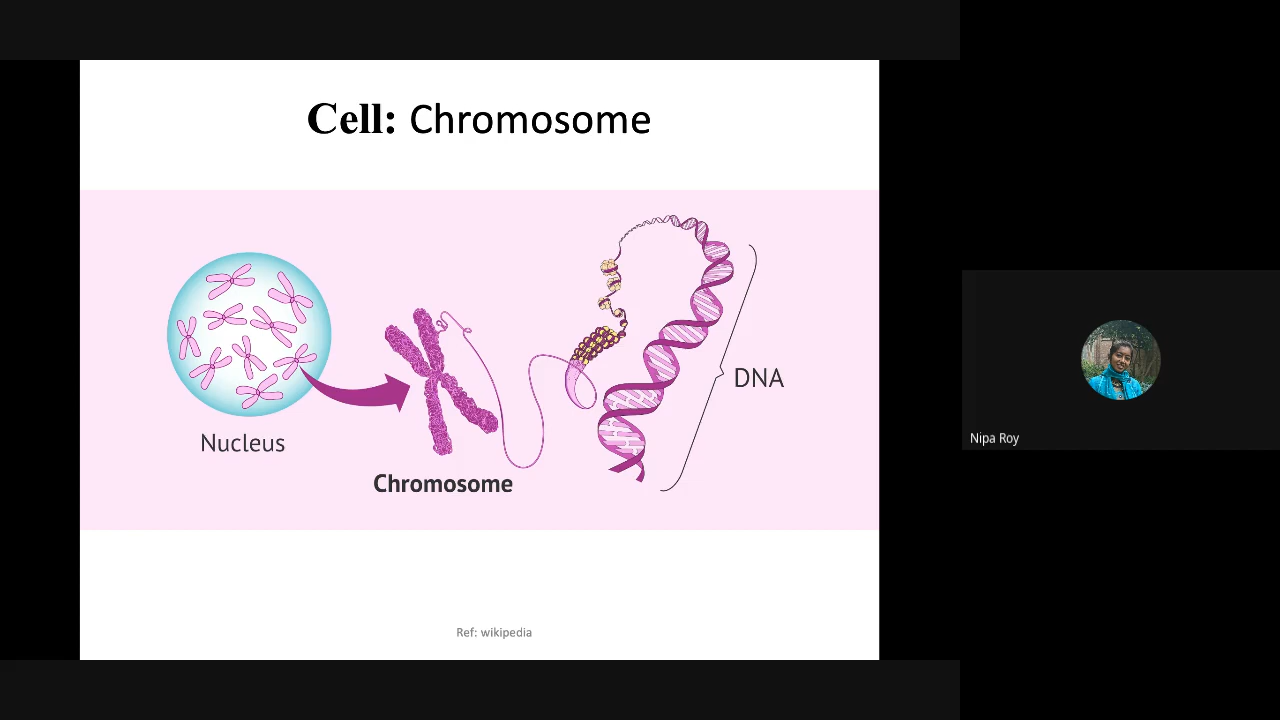 Cell: Chromosome
Nucleus
Chromosome
DNA
Ref: wikipedia
Nipa Roy